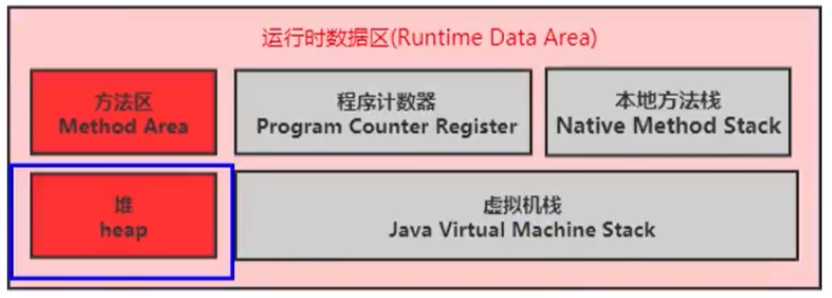 运行时数据区(Runtime Data Area)
方法区
Method Area
程序计数器
Program Counter Register
本地方法栈
Native Method Stack
堆
heap
虚拟机栈
Java Virtual Machine Stack